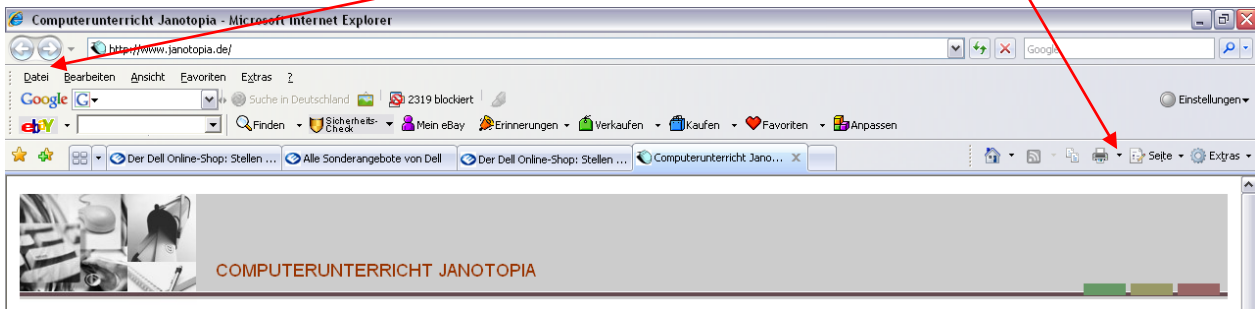 Computerunterricht Janotopia - Microsoft Internet Explorer
http://www.janotopia.de/ Google
Datei Bearbeiten Ansicht Favoriten Extras ?
Google G Suche in Deutschland 2319 blockiert Einstellungen
ebY Finden Sicherheits-Check Mein eBay Erinnerungen Verkaufen Kaufen Favoriten Anpassen
Der Dell Online-Shop: Stellen ... Alle Sonderangebote von Dell Der Dell Online-Shop: Stellen ... Computerunterricht Jano... X Seite Extras
COMPUTERUNTERRICHT JANOTOPIA